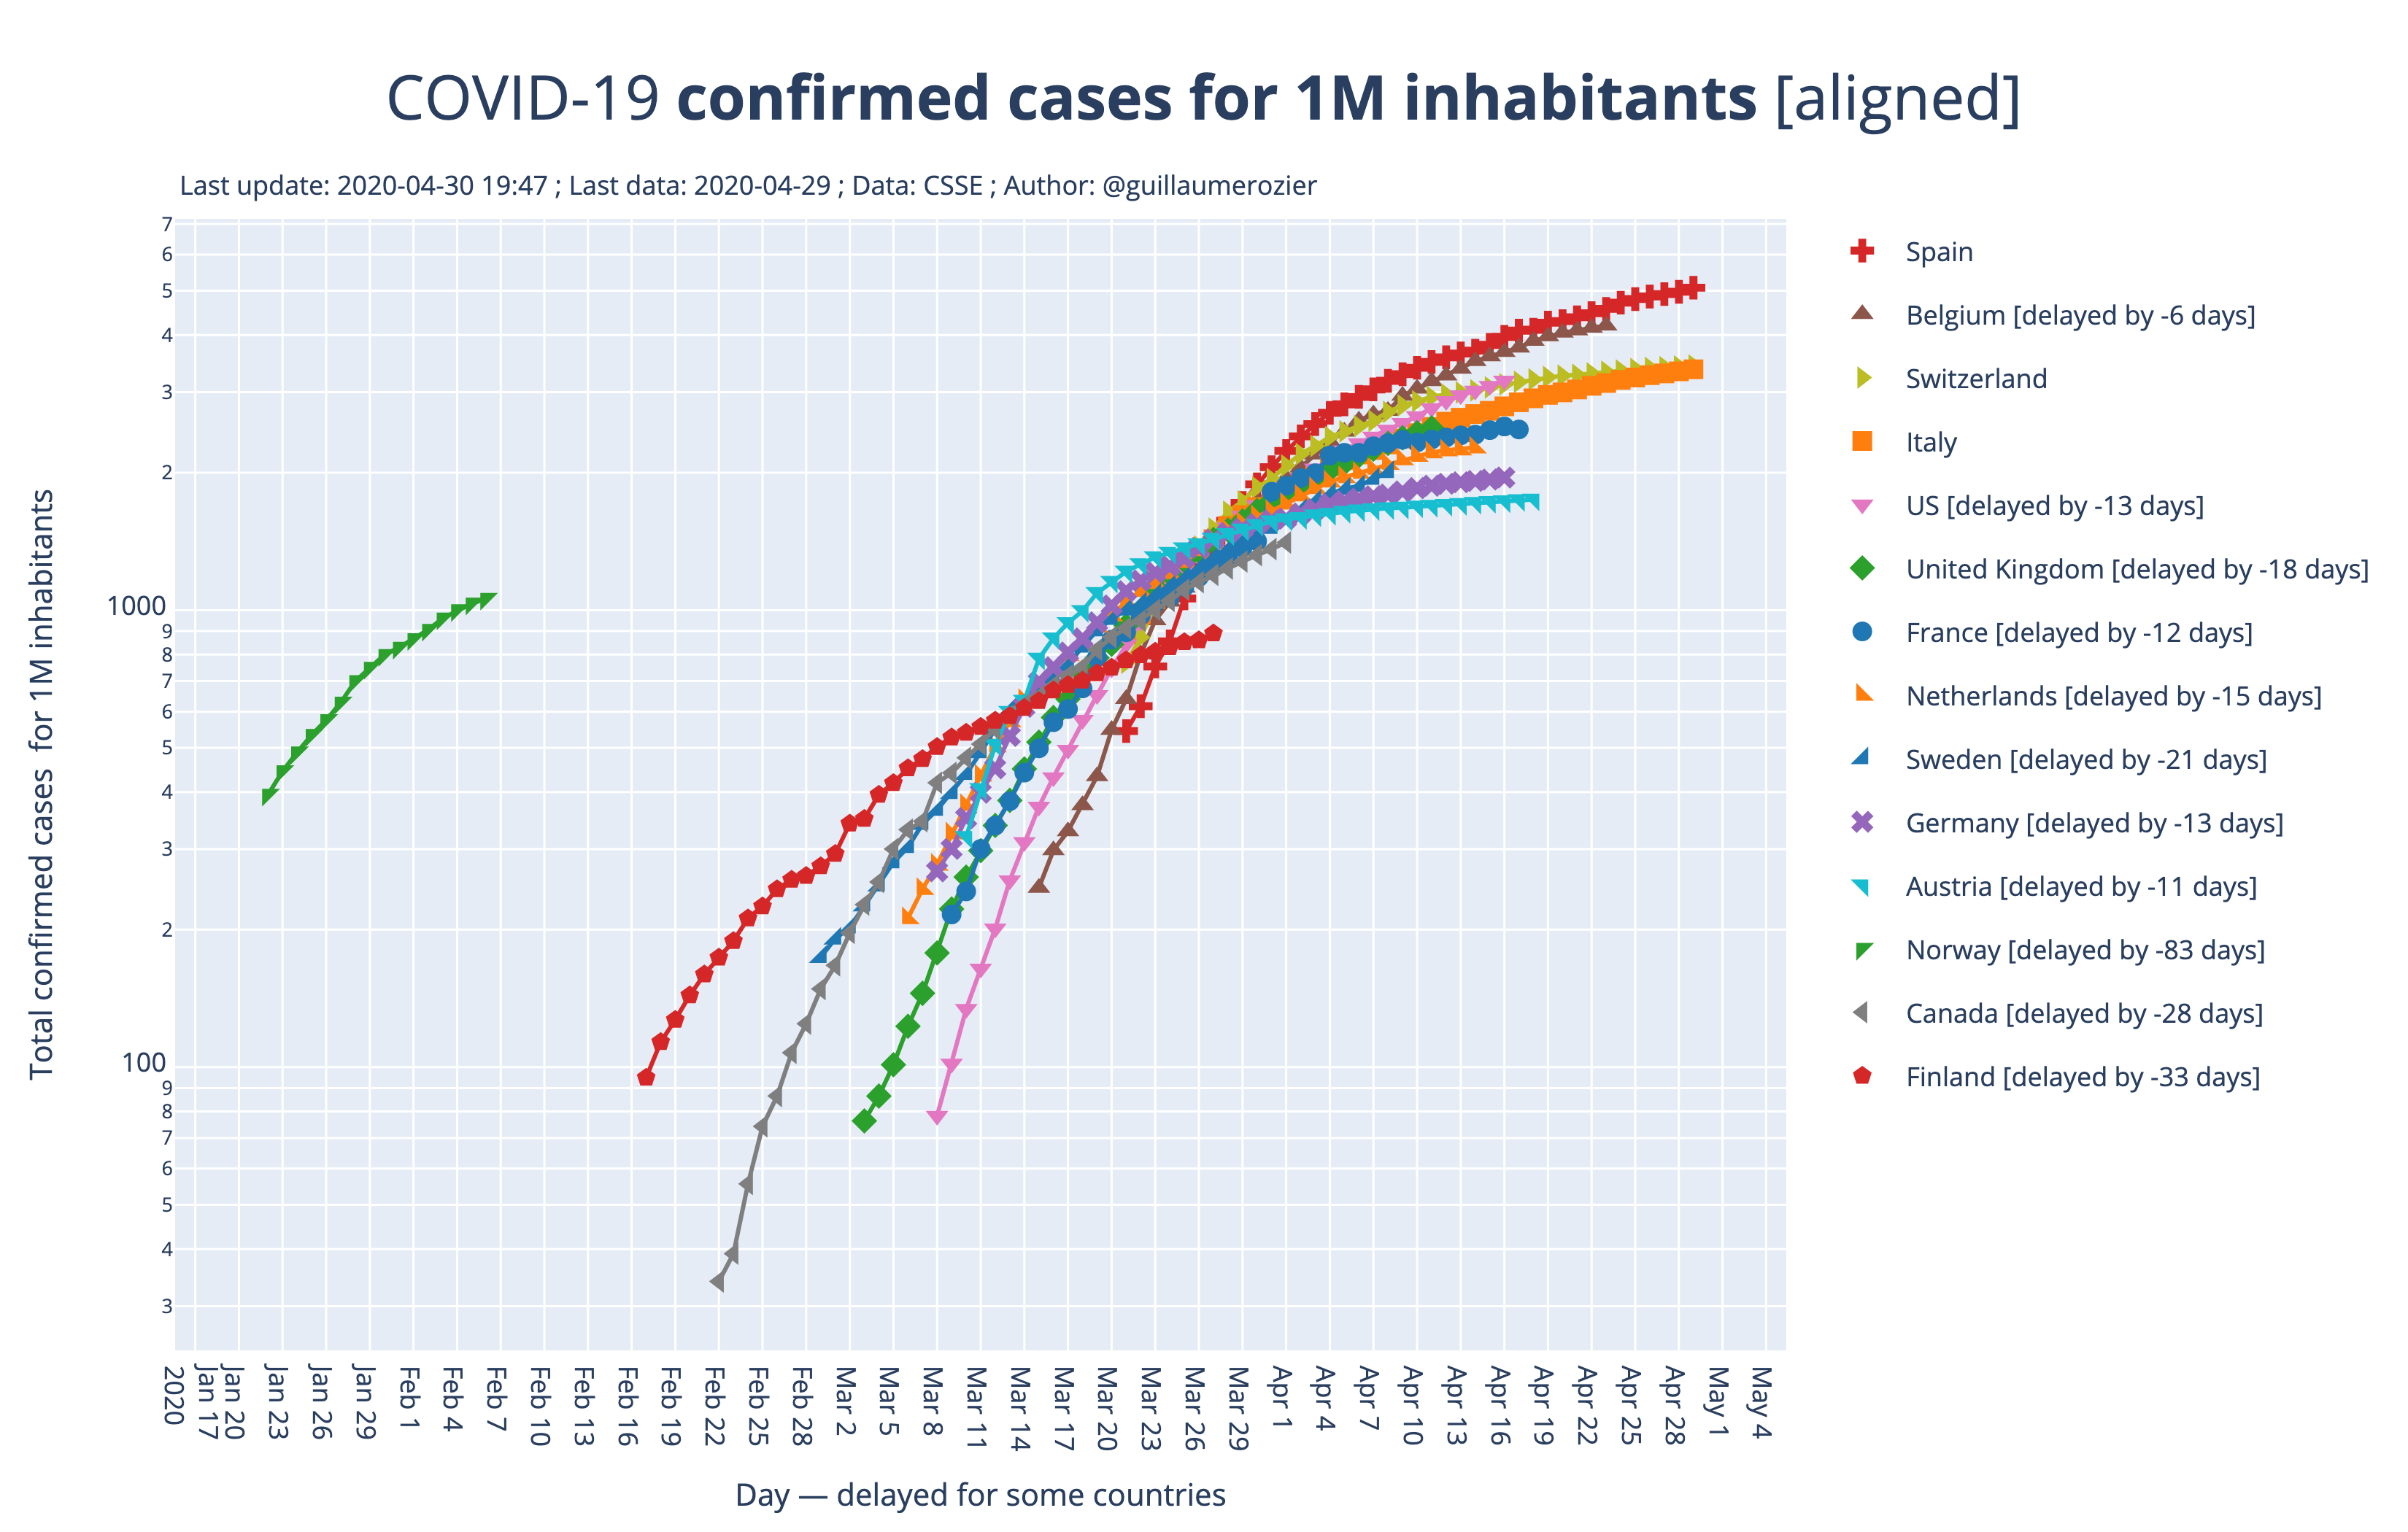 COVID-19 confirmed cases for 1M inhabitants [aligned]
Last update: 2020-04-30 19:47 ; Last data: 2020-04-29 ; Data: CSSE ; Author: @guillaumerozier
7
6
5
4
3
2
1000
9
8
7
6
5
4
3
2
100
9
8
7
6
5
4
3
Total confirmed cases for 1M inhabitants
Jan 17
2020
Jan 20
Jan 23
Jan 26
Jan 29
Feb 1
Feb 4
Feb 7
Feb 10
Feb 13
Feb 16
Feb 19
Feb 22
Feb 25
Feb 28
Mar 2
Mar 5
Mar 8
Mar 11
Mar 14
Mar 17
Mar 20
Mar 23
Mar 26
Mar 29
Apr 1
Apr 4
Apr 7
Apr 10
Apr 13
Apr 16
Apr 19
Apr 22
Apr 25
Apr 28
May 1
May 4
Day — delayed for some countries
Spain
Belgium [delayed by -6 days]
Switzerland
Italy
US [delayed by -13 days]
United Kingdom [delayed by -18 days]
France [delayed by -12 days]
Netherlands [delayed by -15 days]
Sweden [delayed by -21 days]
Germany [delayed by -13 days]
Austria [delayed by -11 days]
Norway [delayed by -83 days]
Canada [delayed by -28 days]
Finland [delayed by -33 days]